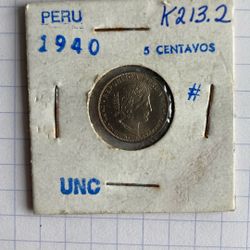 PERU K213.2
1940 5 CENTAVOS
#
UNC